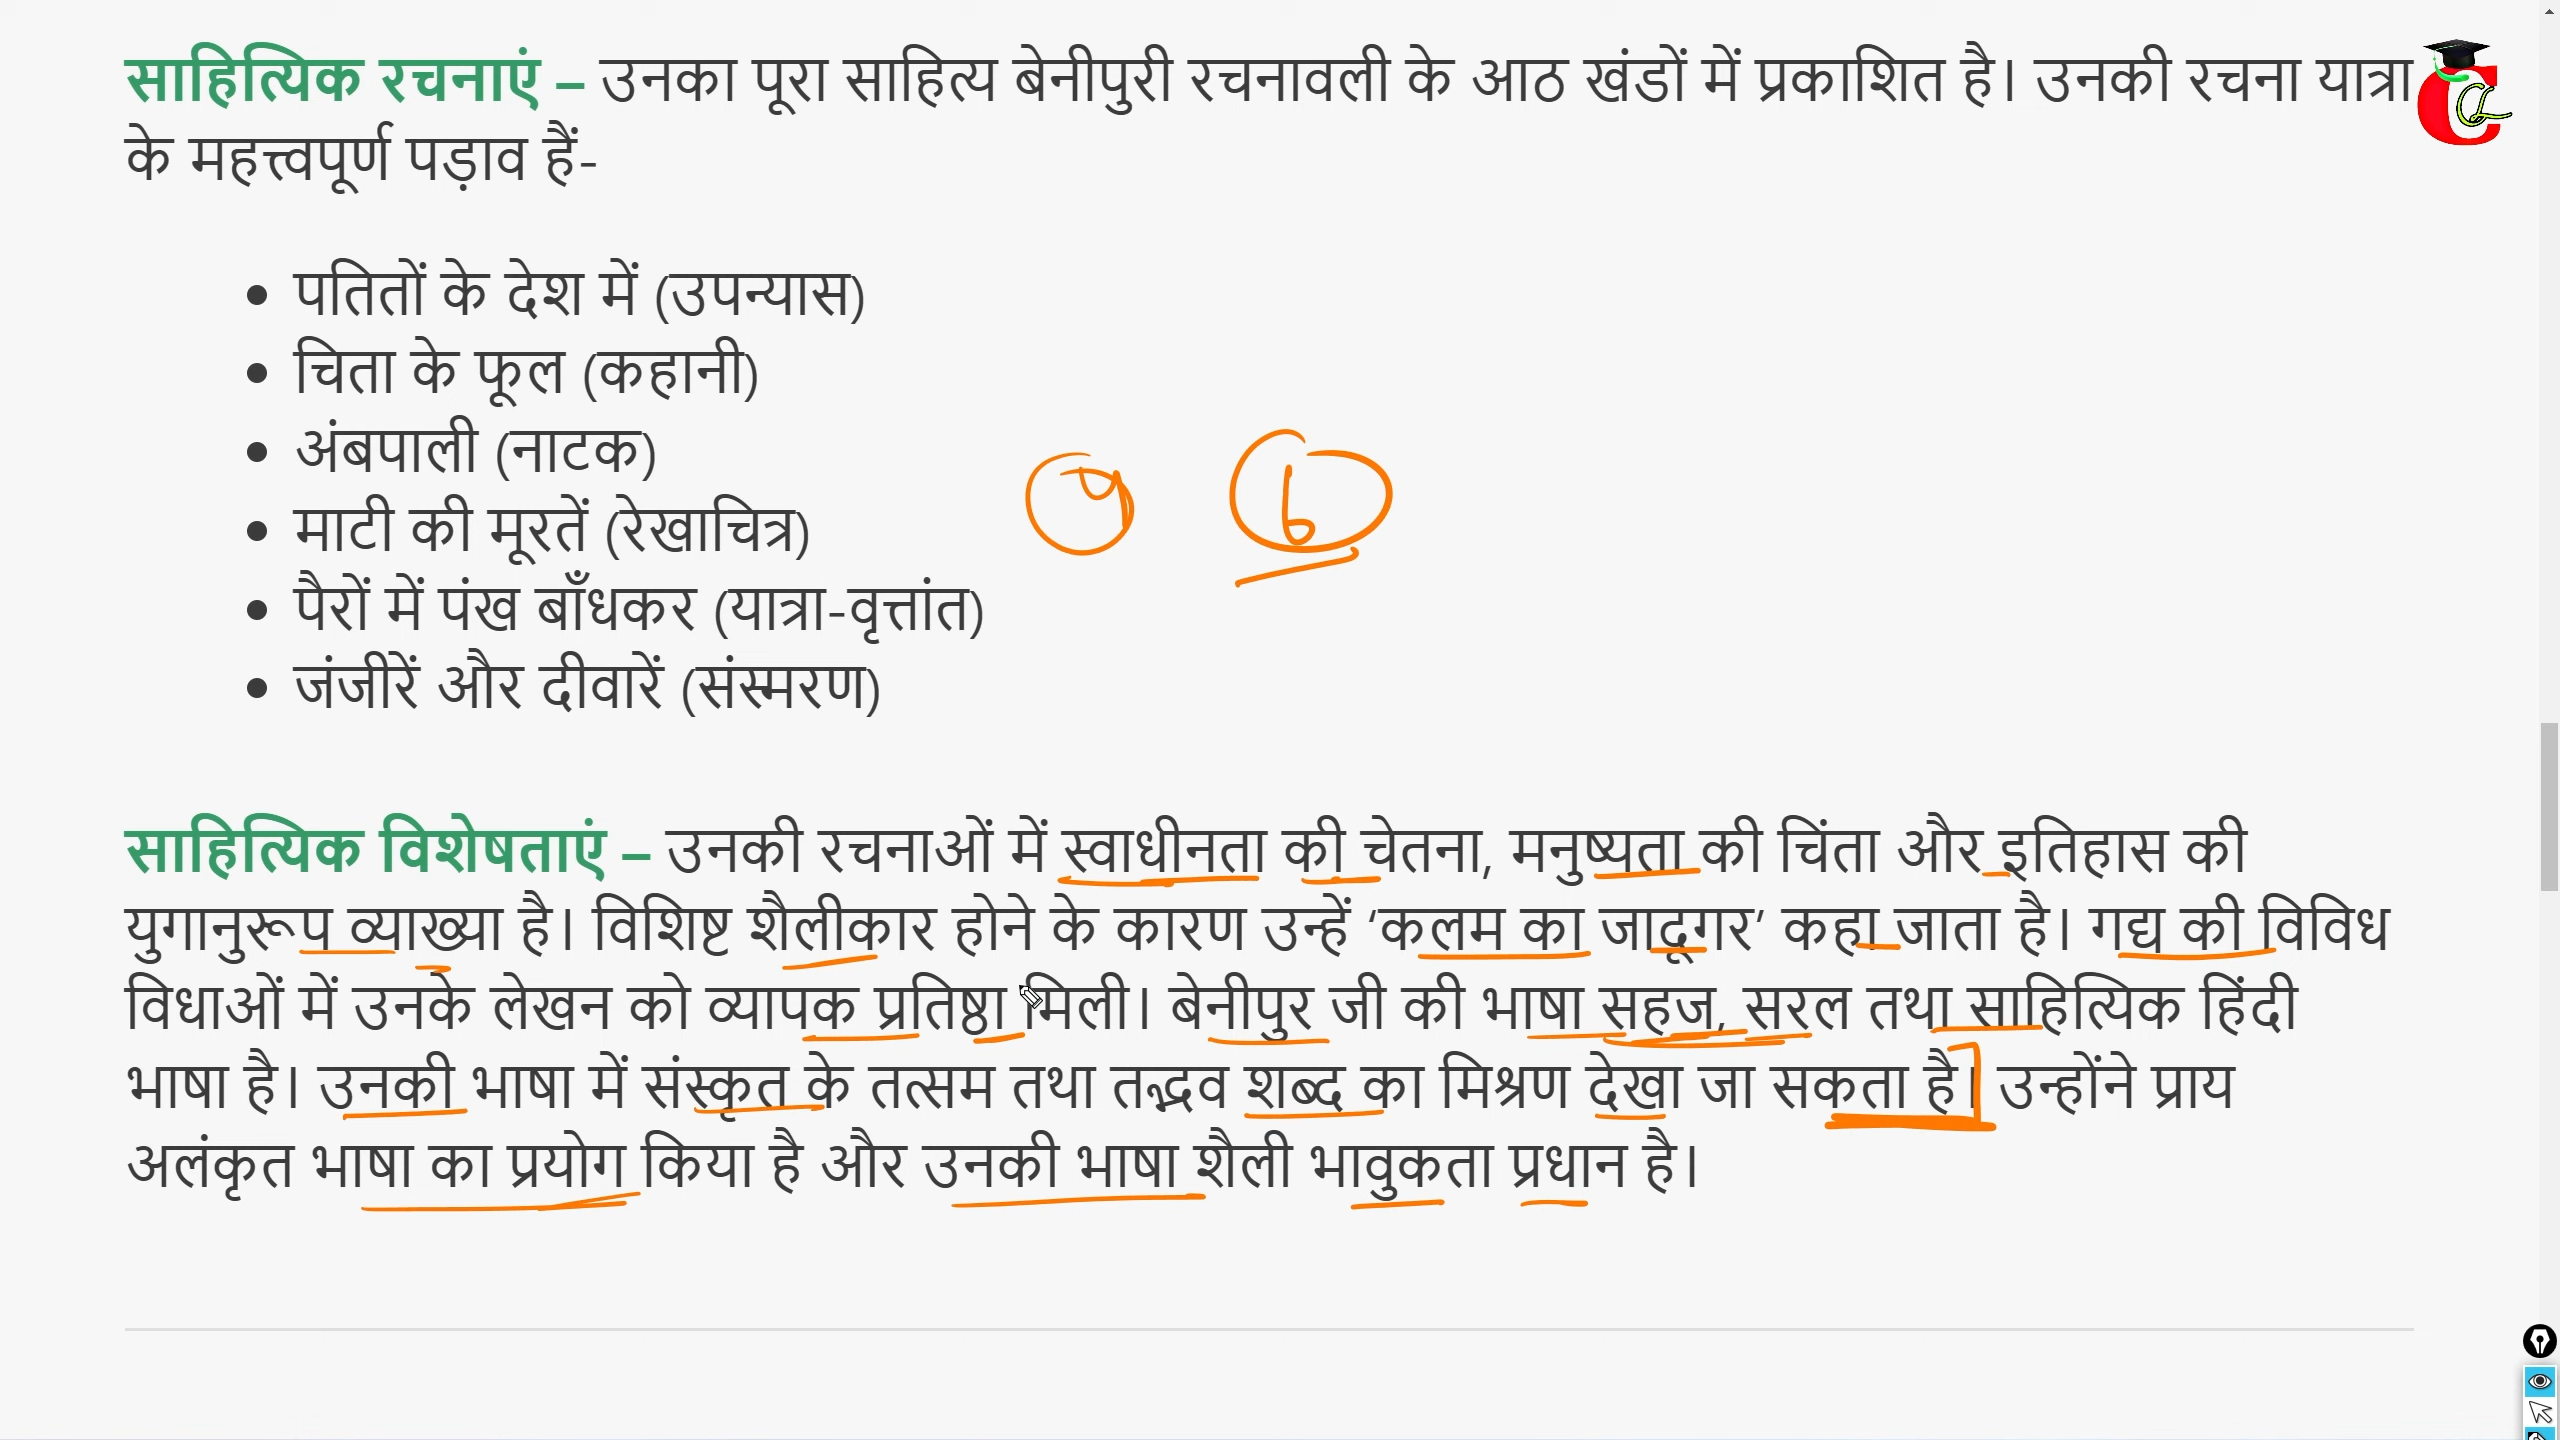 साहित्यिक रचनाएं – उनका पूरा साहित्य बेनीपुरी रचनावली के आठ खंडों में प्रकाशित है। उनकी रचना यात्रा
के महत्त्वपूर्ण पड़ाव हैं-
• पतितों के देश में (उपन्यास)
• चिता के फूल (कहानी)
• अंबपाली (नाटक)
• माटी की मूरतें (रेखाचित्र)
• पैरों में पंख बाँधकर (यात्रा-वृत्तांत)
• जंजीरें और दीवारें (संस्मरण)
साहित्यिक विशेषताएं – उनकी रचनाओं में स्वाधीनता की चेतना, मनुष्यता की चिंता और इतिहास की
युगानुरूप व्याख्या है। विशिष्ट शैलीकार होने के कारण उन्हें ‘कलम का जादूगर’ कहा जाता है। गद्य की विविध
विधाओं में उनके लेखन को व्यापक प्रतिष्ठा मिली। बेनीपुर जी की भाषा सहज, सरल तथा साहित्यिक हिंदी
भाषा है। उनकी भाषा में संस्कृत के तत्सम तथा तद्भव शब्द का मिश्रण देखा जा सकता है। उन्होंने प्राय
अलंकृत भाषा का प्रयोग किया है और उनकी भाषा शैली भावुकता प्रधान है।